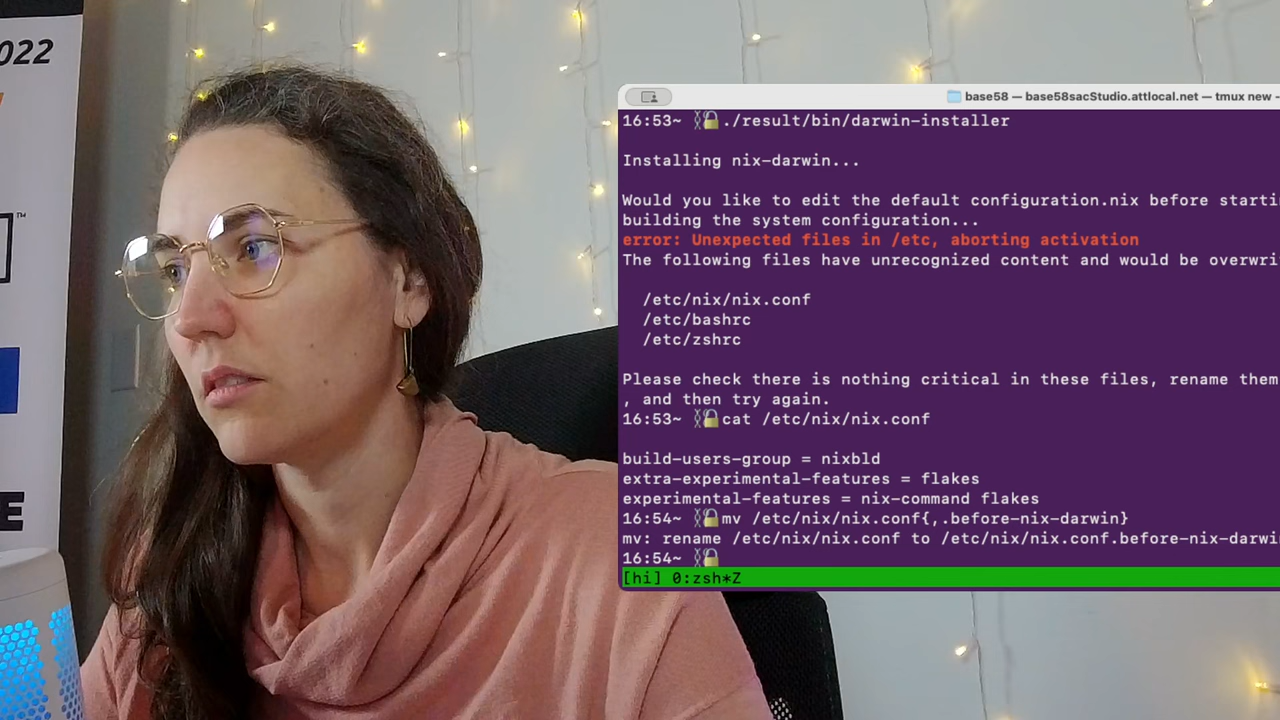 022
™
E
base58 — base58sacStudio.attlocal.net — tmux new -
16:53~ ./result/bin/darwin-installer
Installing nix-darwin...
Would you like to edit the default configuration.nix before starti
building the system configuration...
error: Unexpected files in /etc, aborting activation
The following files have unrecognized content and would be overwri
/etc/nix/nix.conf
/etc/bashrc
/etc/zshrc
Please check there is nothing critical in these files, rename them
, and then try again.
16:53~ cat /etc/nix/nix.conf
build-users-group = nixbld
extra-experimental-features = flakes
experimental-features = nix-command flakes
16:54~ mv /etc/nix/nix.conf{,.before-nix-darwin}
mv: rename /etc/nix/nix.conf to /etc/nix/nix.conf.before-nix-darwi
16:54~
[hi] 0:zsh*Z